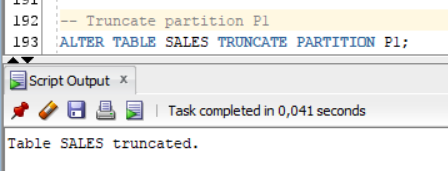 192 -- Truncate partition P1
193 ALTER TABLE SALES TRUNCATE PARTITION P1;
Script Output x
Task completed in 0,041 seconds
Table SALES truncated.